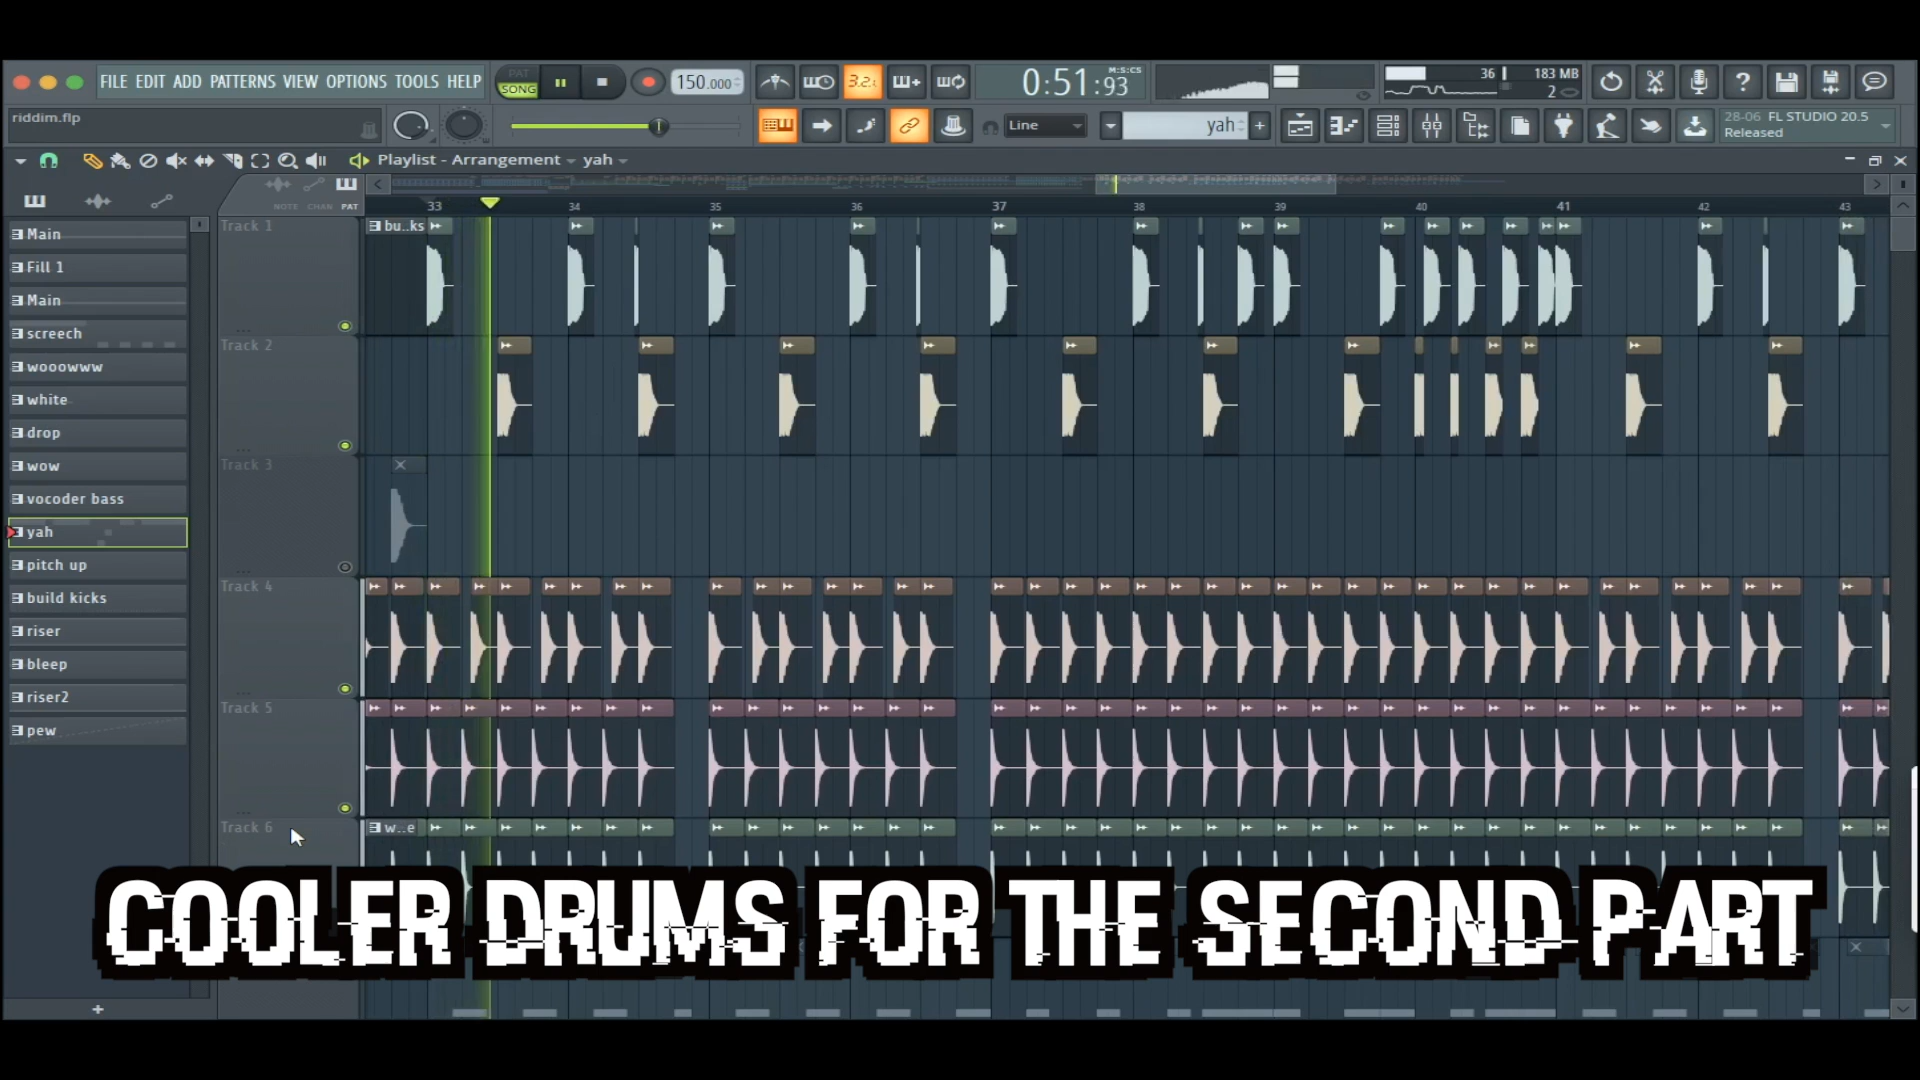 FILE EDIT ADD PATTERNS VIEW OPTIONS TOOLS HELP
PAT
SONG
150.000
3.2.1
0:51:93
M:S:CS
36
183 MB
2
riddim.flp
Line
yah
28-06 FL STUDIO 20.5
Released
Playlist - Arrangement
yah
NOTE CHAN PAT
33 34 35 36 37 38 39 40 41 42 43
Main
Fill 1
Main
screech
wooowww
white
drop
wow
vocoder bass
yah
pitch up
build kicks
riser
bleep
riser2
pew
Track 1
bu..ks
Track 2
Track 3
Track 4
Track 5
Track 6
w...e
COOLER DRUMS FOR THE SECOND PART